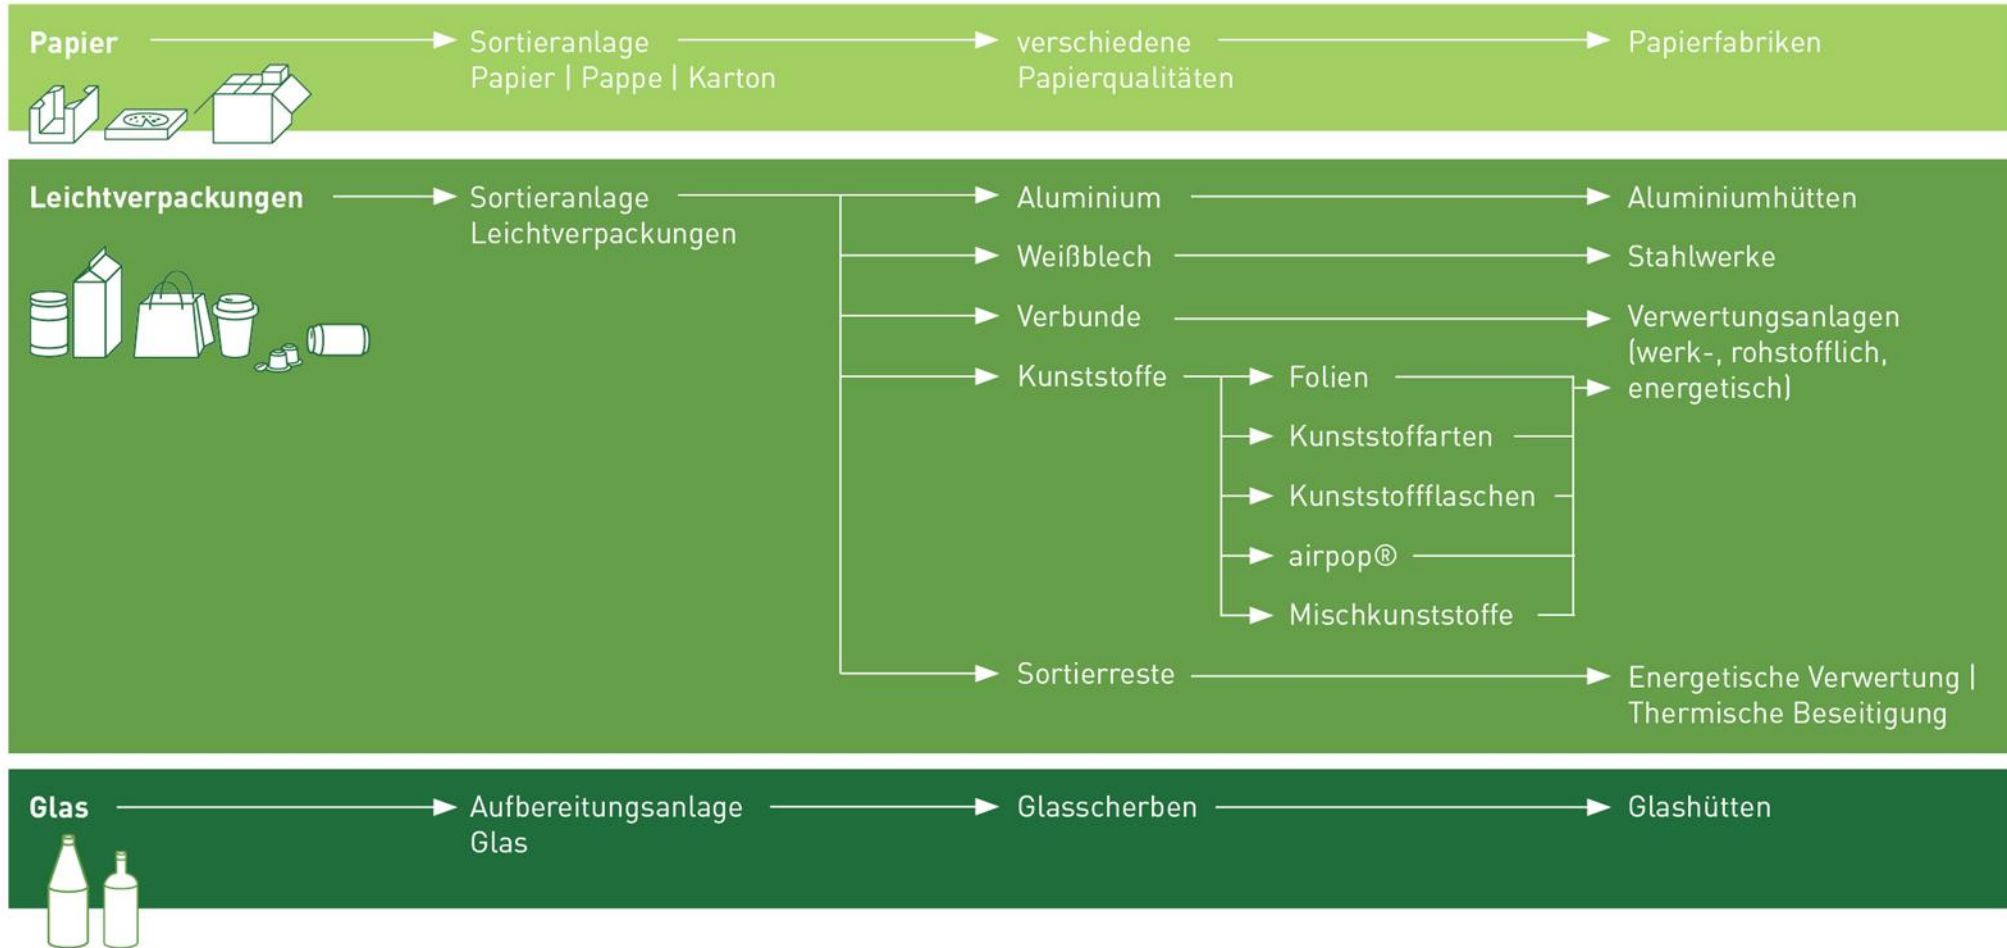 Papier
Sortieranlage
Papier | Pappe | Karton
verschiedene
Papierqualitäten
Papierfabriken
Leichtverpackungen
Sortieranlage
Leichtverpackungen
Aluminium
Aluminiumhütten
Weißblech
Stahlwerke
Verbunde
Verwertungsanlagen
(werk-, rohstofflich,
energetisch)
Kunststoffe
Folien
Kunststoffarten
Kunststoffflaschen
airpop®
Mischkunststoffe
Sortierreste
Energetische Verwertung |
Thermische Beseitigung
Glas
Aufbereitungsanlage
Glas
Glasscherben
Glashütten